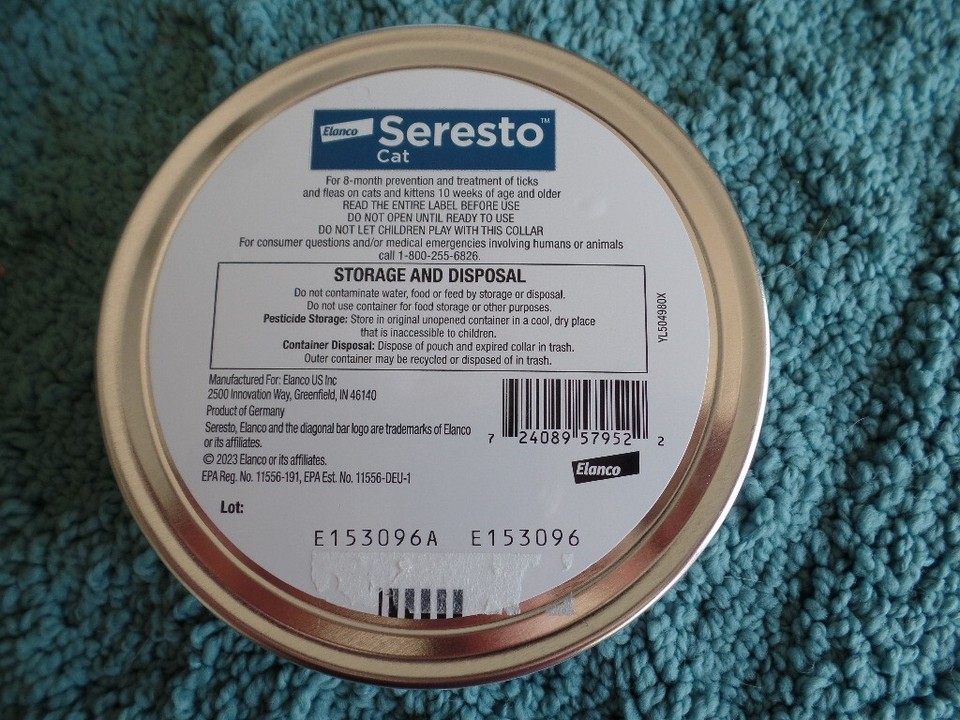 Elanco Seresto™
Cat
For 8-month prevention and treatment of ticks
and fleas on cats and kittens 10 weeks of age and older
READ THE ENTIRE LABEL BEFORE USE
DO NOT OPEN UNTIL READY TO USE
DO NOT LET CHILDREN PLAY WITH THIS COLLAR
For consumer questions and/or medical emergencies involving humans or animals
call 1-800-255-6826.
STORAGE AND DISPOSAL
Do not contaminate water, food or feed by storage or disposal.
Do not use container for food storage or other purposes.
Pesticide Storage: Store in original unopened container in a cool, dry place
that is inaccessible to children.
Container Disposal: Dispose of pouch and expired collar in trash.
Outer container may be recycled or disposed of in trash.
YL504980X
Manufactured For: Elanco US Inc
2500 Innovation Way, Greenfield, IN 46140
Product of Germany
Seresto, Elanco and the diagonal bar logo are trademarks of Elanco
or its affiliates.
© 2023 Elanco or its affiliates.
EPA Reg. No. 11556-191, EPA Est. No. 11556-DEU-1
7 24089 57952 2
Elanco
Lot:
E153096A E153096